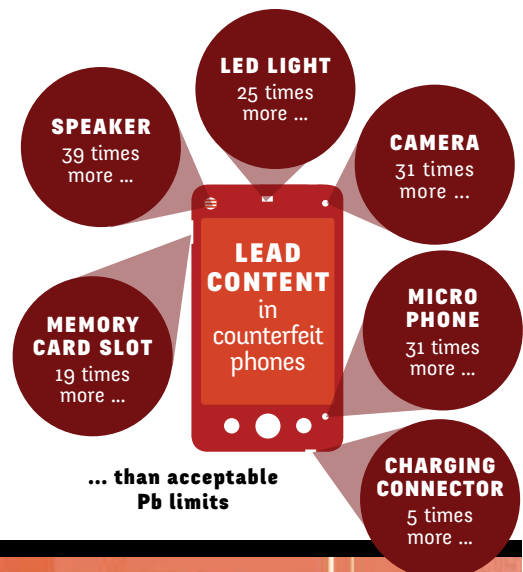 LED LIGHT
25 times
more ...
SPEAKER
39 times
more ...
CAMERA
31 times
more ...
LEAD
CONTENT
in
counterfeit
phones
MEMORY
CARD SLOT
19 times
more ...
MICRO
PHONE
31 times
more ...
CHARGING
CONNECTOR
5 times
more ...
... than acceptable
Pb limits